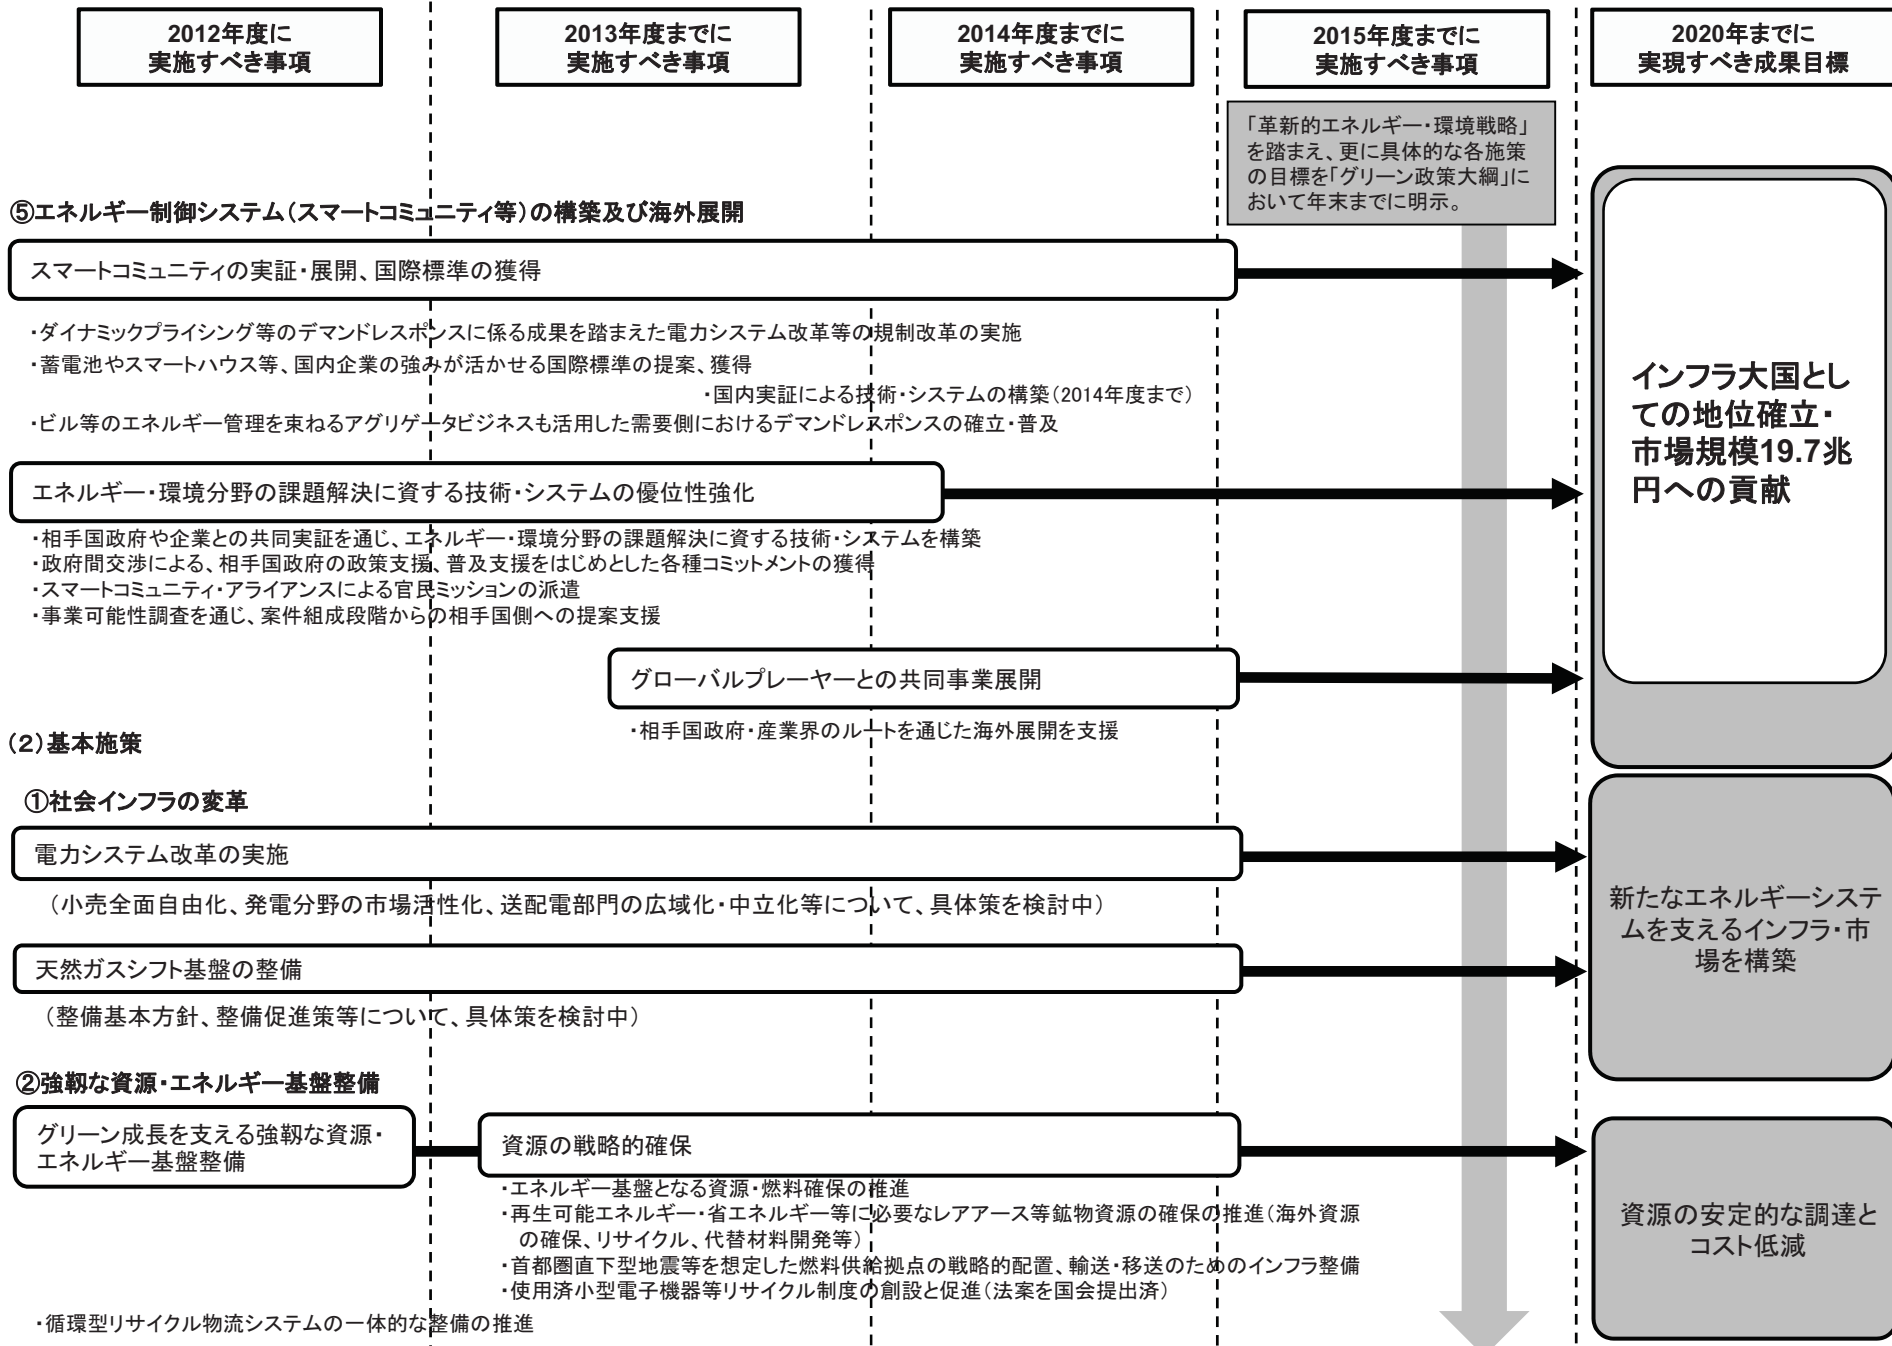 2012年度に
実施すべき事項
2013年度までに
実施すべき事項
2014年度までに
実施すべき事項
2015年度までに
実施すべき事項
2020年までに
実現すべき成果目標
「革新的エネルギー・環境戦略」
を踏まえ、更に具体的な各施策
の目標を「グリーン政策大綱」に
おいて年末までに明示。
⑤エネルギー制御システム（スマートコミュニティ等）の構築及び海外展開
スマートコミュニティの実証・展開、国際標準の獲得
・ダイナミックプライシング等のデマンドレスポンスに係る成果を踏まえた電力システム改革等の規制改革の実施
・蓄電池やスマートハウス等、国内企業の強みが活かせる国際標準の提案、獲得
・国内実証による技術・システムの構築（2014年度まで）
・ビル等のエネルギー管理を束ねるアグリゲータビジネスも活用した需要側におけるデマンドレスポンスの確立・普及
エネルギー・環境分野の課題解決に資する技術・システムの優位性強化
・相手国政府や企業との共同実証を通じ、エネルギー・環境分野の課題解決に資する技術・システムを構築
・政府間交渉による、相手国政府の政策支援、普及支援をはじめとした各種コミットメントの獲得
・スマートコミュニティ・アライアンスによる官民ミッションの派遣
・事業可能性調査を通じ、案件組成段階からの相手国側への提案支援
グローバルプレーヤーとの共同事業展開
・相手国政府・産業界のルートを通じた海外展開を支援
インフラ大国とし
ての地位確立・
市場規模19.7兆
円への貢献
（２）基本施策
①社会インフラの変革
電力システム改革の実施
（小売全面自由化、発電分野の市場活性化、送配電部門の広域化・中立化等について、具体策を検討中）
天然ガスシフト基盤の整備
（整備基本方針、整備促進策等について、具体策を検討中）
新たなエネルギーシステ
ムを支えるインフラ・市
場を構築
②強靱な資源・エネルギー基盤整備
グリーン成長を支える強靱な資源・
エネルギー基盤整備
資源の戦略的確保
・エネルギー基盤となる資源・燃料確保の推進
・再生可能エネルギー・省エネルギー等に必要なレアアース等鉱物資源の確保の推進（海外資源
の確保、リサイクル、代替材料開発等）
・首都圏直下型地震等を想定した燃料供給拠点の戦略的配置、輸送・移送のためのインフラ整備
・使用済小型電子機器等リサイクル制度の創設と促進（法案を国会提出済）
・循環型リサイクル物流システムの一体的な整備の推進
資源の安定的な調達と
コスト低減